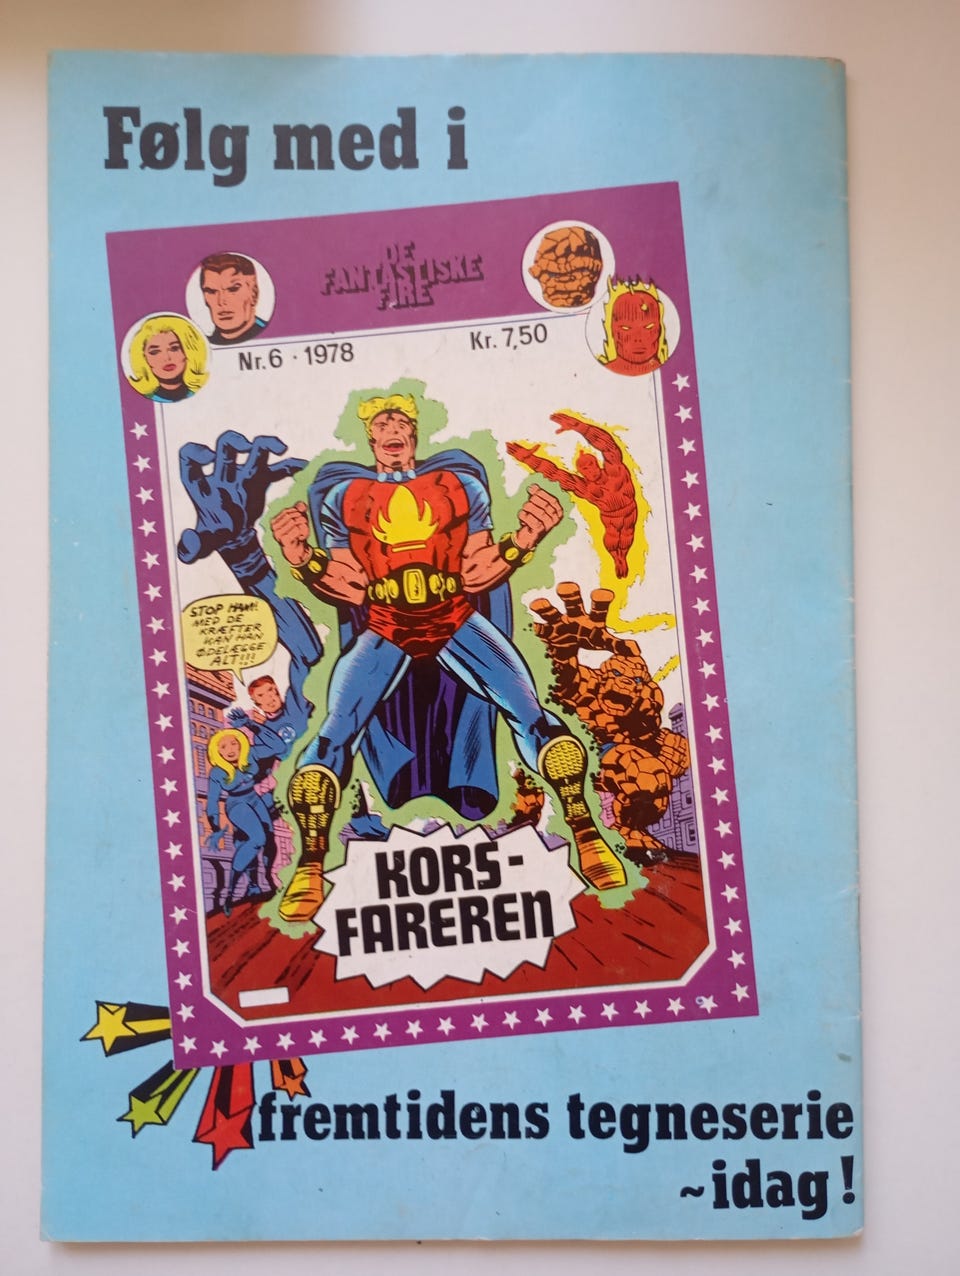 Følg med i
DE
FANTASTISKE
FIRE
Nr.6 · 1978
Kr. 7,50
STOP HAM!
MED DE
KRÆFTER
KAN HAN
ØDELÆGGE
ALT!!!
KORS-
FAREREN
fremtidens tegneserie
~idag!